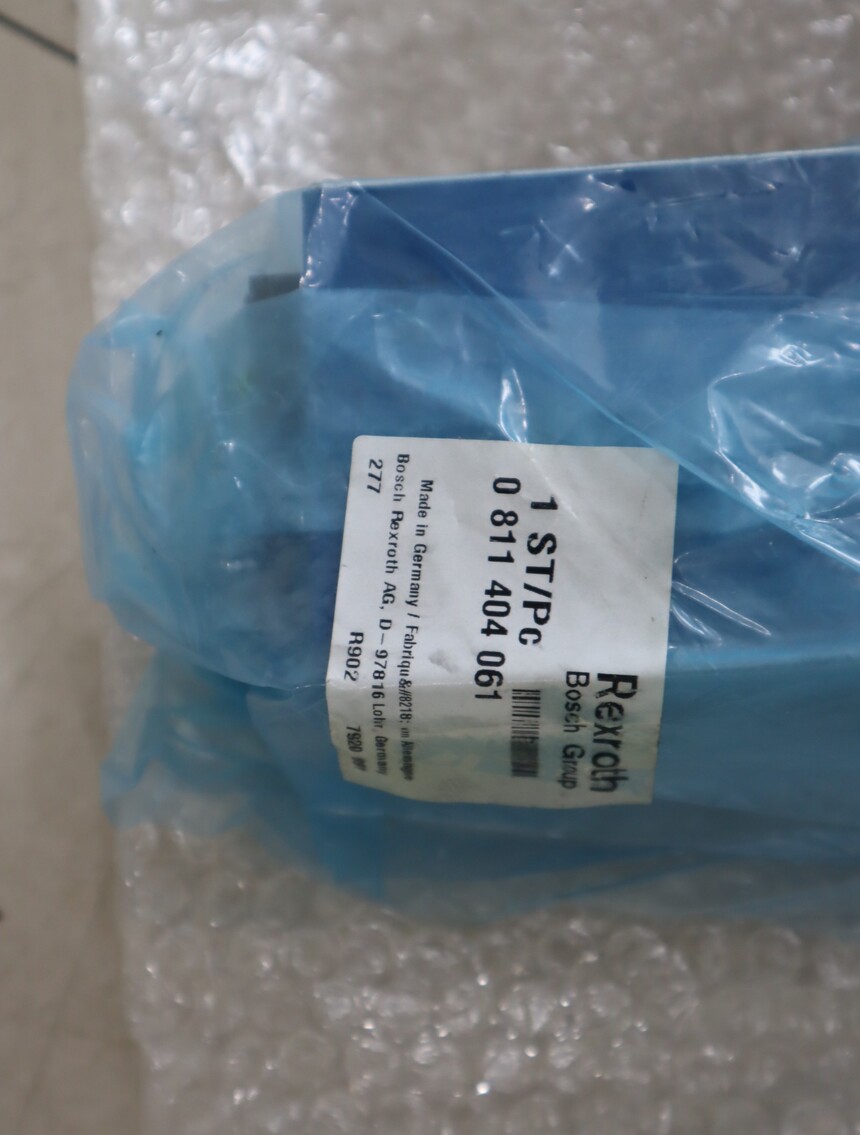 Rexroth
Bosch Group
1 ST/Pc
0 811 404 061
Made in Germany / Fabriqu&#8218; en Allemagne
Bosch Rexroth AG, D-97816 Lohr, Germany
277
R902